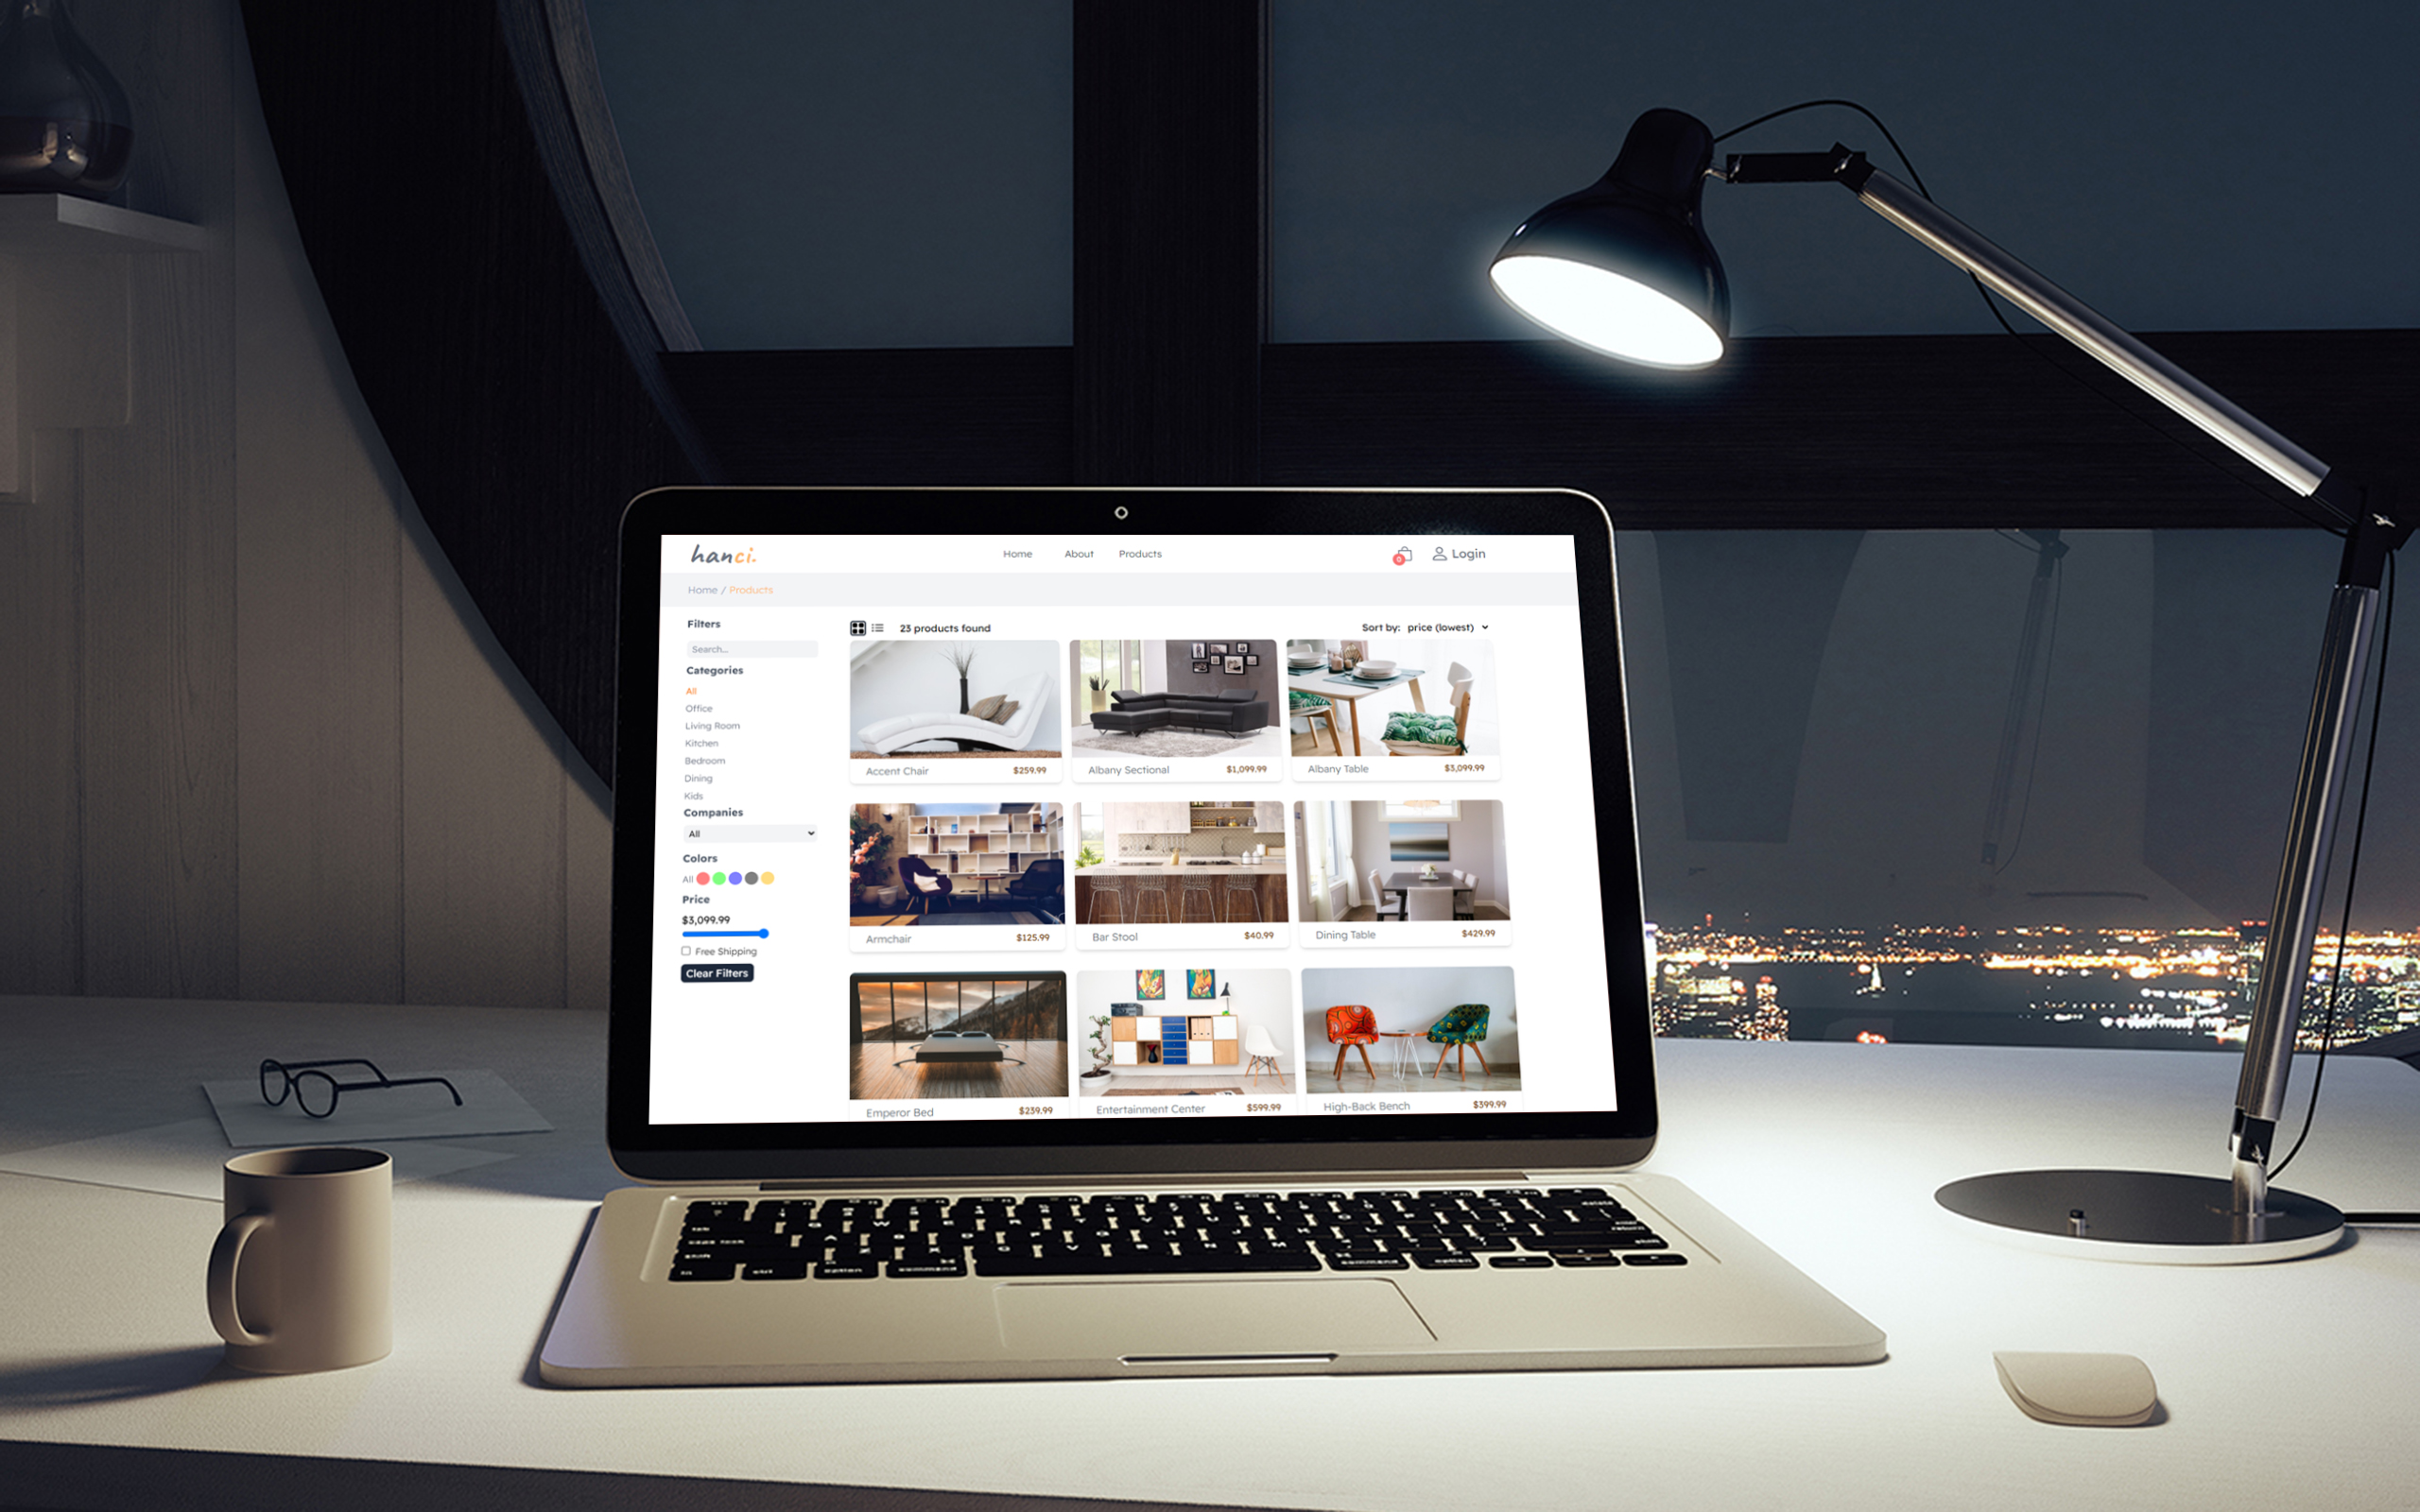 hanci.
Home About Products
0
Login
Home / Products
Filters
Search...
Categories
All
Office
Living Room
Kitchen
Bedroom
Dining
Kids
Companies
All
Colors
All
Price
$3,099.99
Free Shipping
Clear Filters
23 products found
Sort by: price (lowest)
Accent Chair $259.99
Albany Sectional $1,099.99
Albany Table $3,099.99
Armchair $125.99
Bar Stool $40.99
Dining Table $429.99
Emperor Bed $239.99
Entertainment Center $599.99
High-Back Bench $399.99